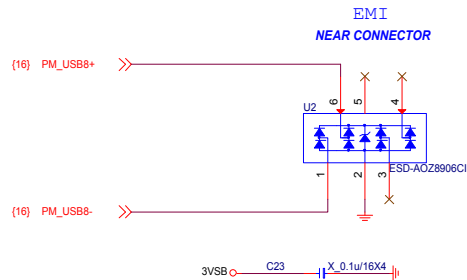 EMI
NEAR CONNECTOR
{16} PM_USB8+
6 5 4
U2
ESD-AOZ8906CI
1 2 3
{16} PM_USB8-
3VSB C23 X_0.1u/16X4